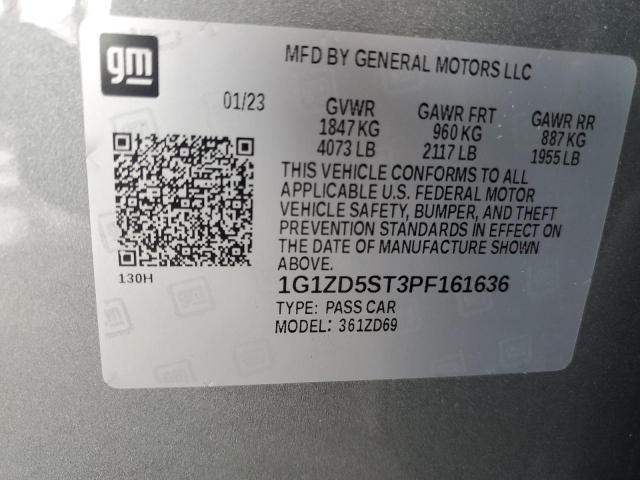 gm
MFD BY GENERAL MOTORS LLC
01/23 GVWR GAWR FRT GAWR RR
1847 KG 960 KG 887 KG
4073 LB 2117 LB 1955 LB
THIS VEHICLE CONFORMS TO ALL
APPLICABLE U.S. FEDERAL MOTOR
VEHICLE SAFETY, BUMPER, AND THEFT
PREVENTION STANDARDS IN EFFECT ON
THE DATE OF MANUFACTURE SHOWN
ABOVE.
130H
1G1ZD5ST3PF161636
TYPE: PASS CAR
MODEL: 361ZD69